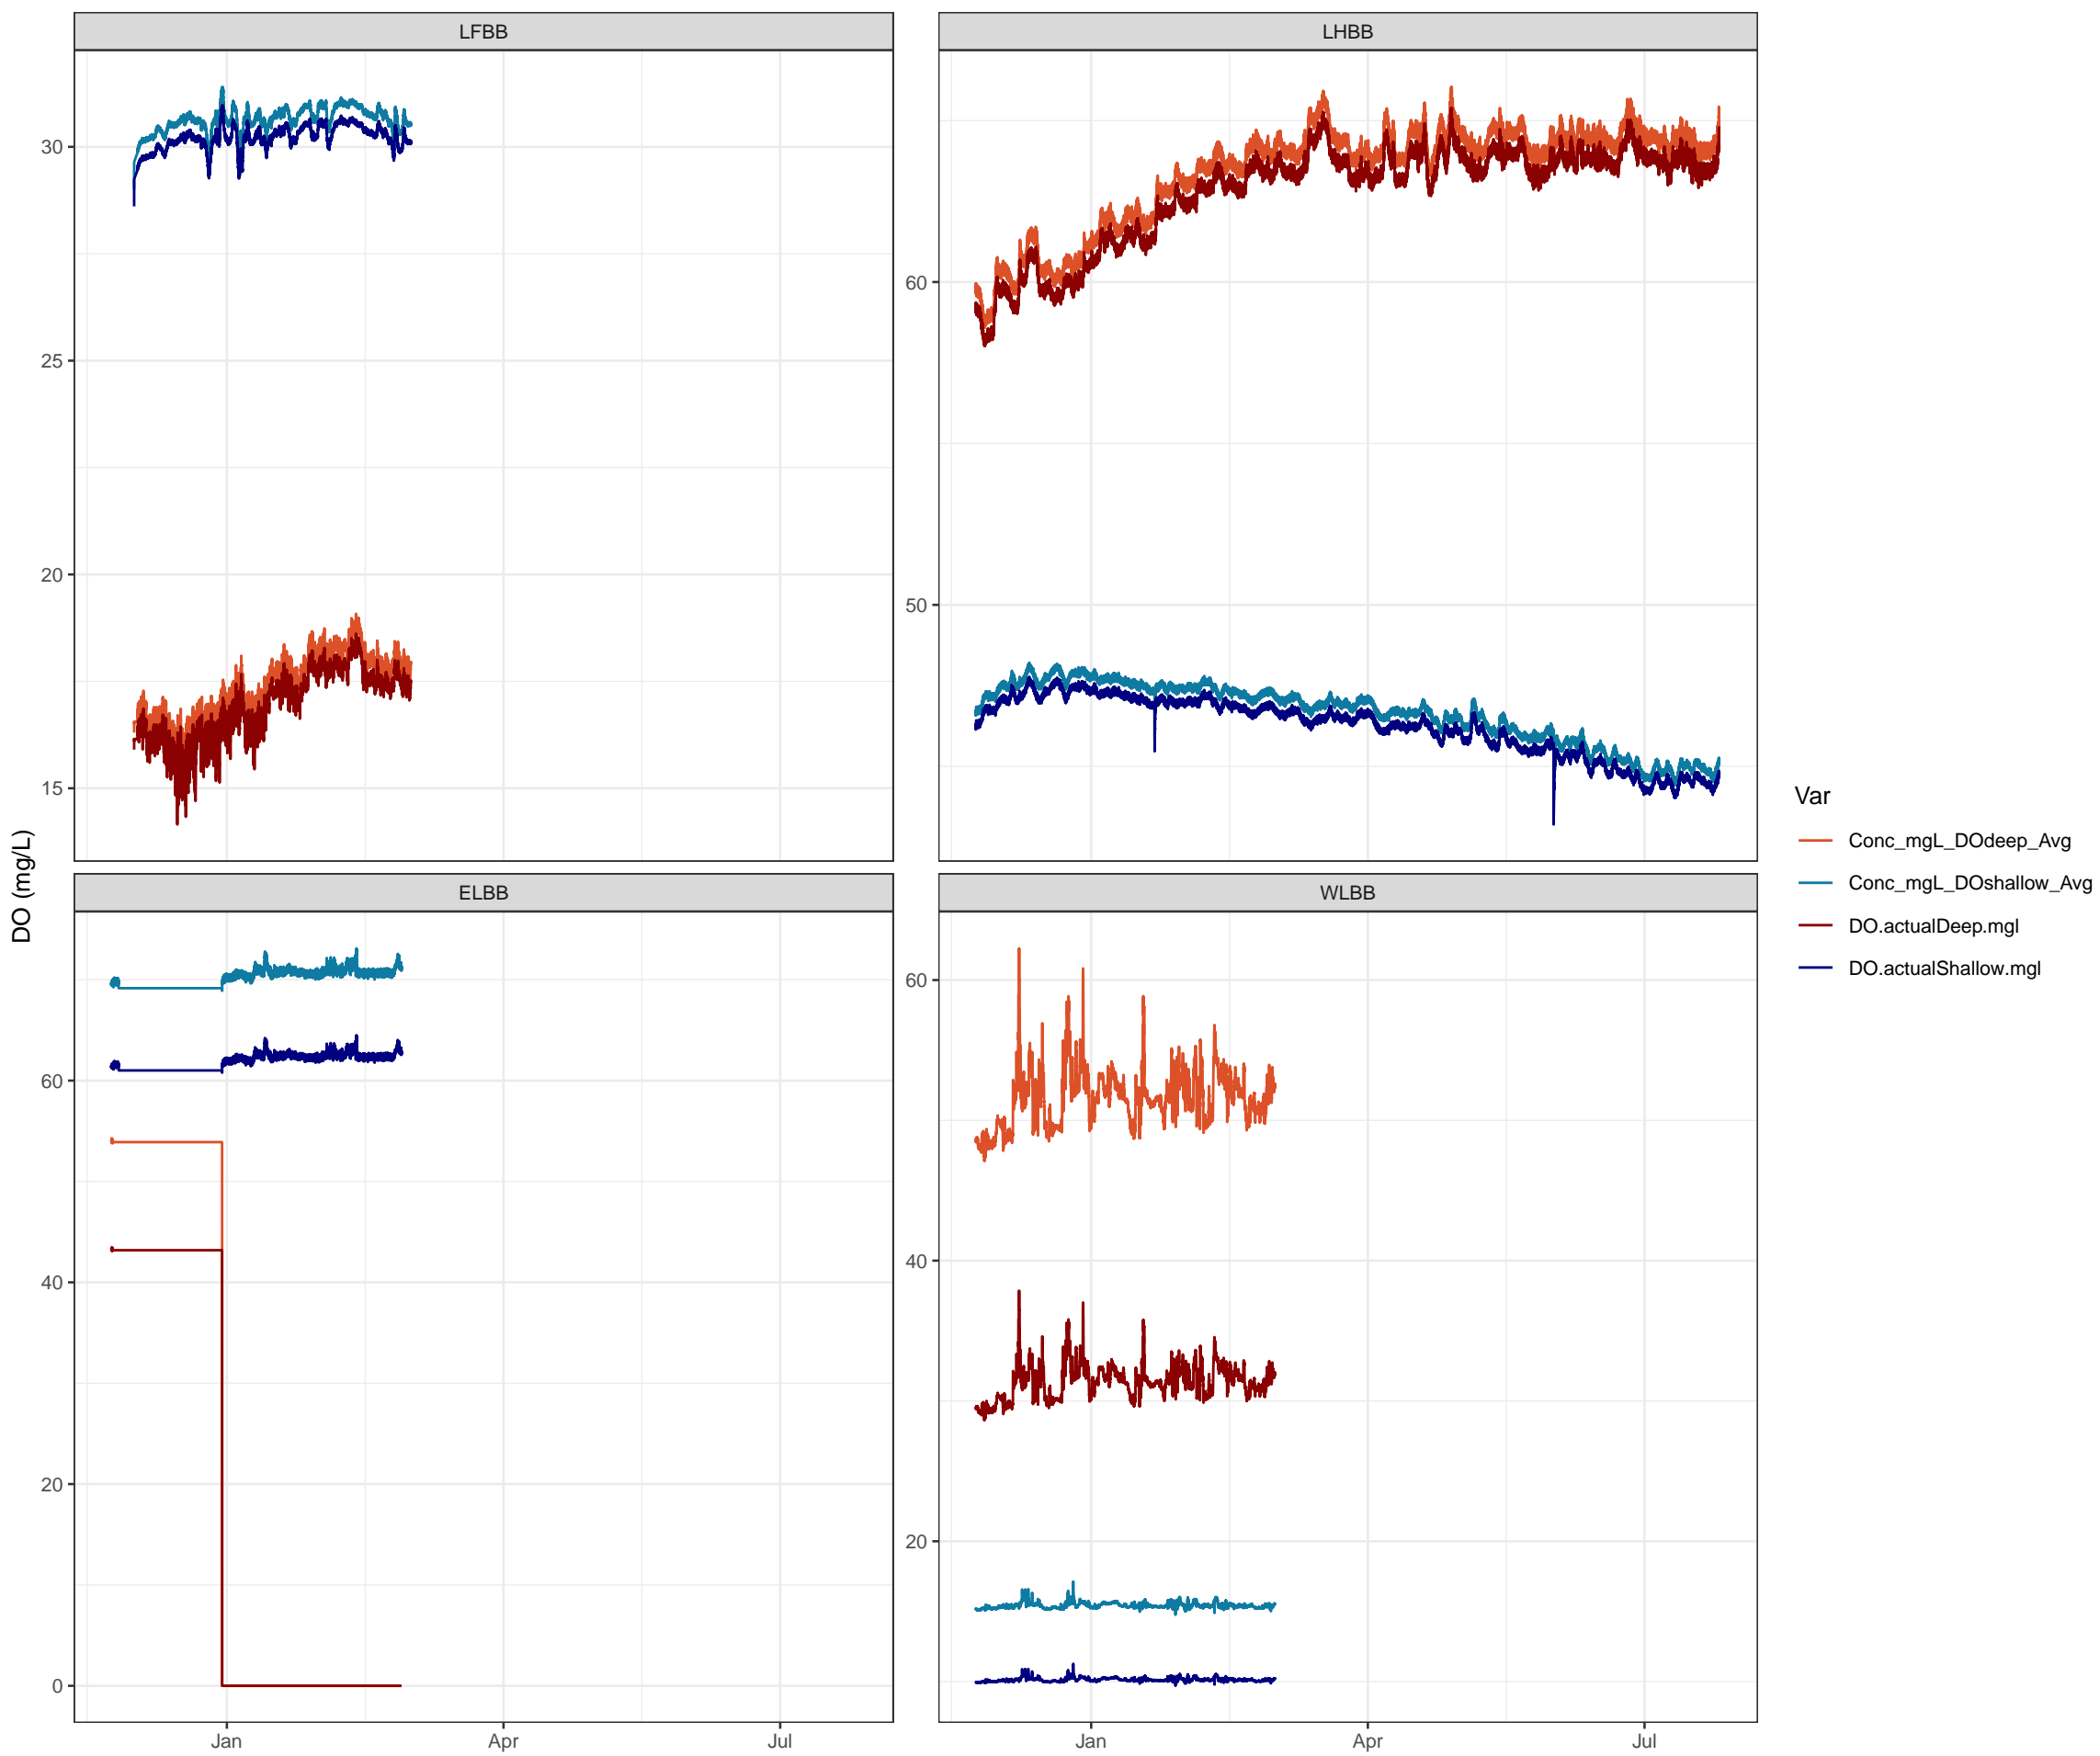 LFBB
LHBB
30
25
20
15
60
50
DO (mg/L)
ELBB
WLBB
60
40
20
0
60
40
20
Jan
Apr
Jul
Jan
Apr
Jul
Var
Conc_mgL_DOdeep_Avg
Conc_mgL_DOshallow_Avg
DO.actualDeep.mgl
DO.actualShallow.mgl